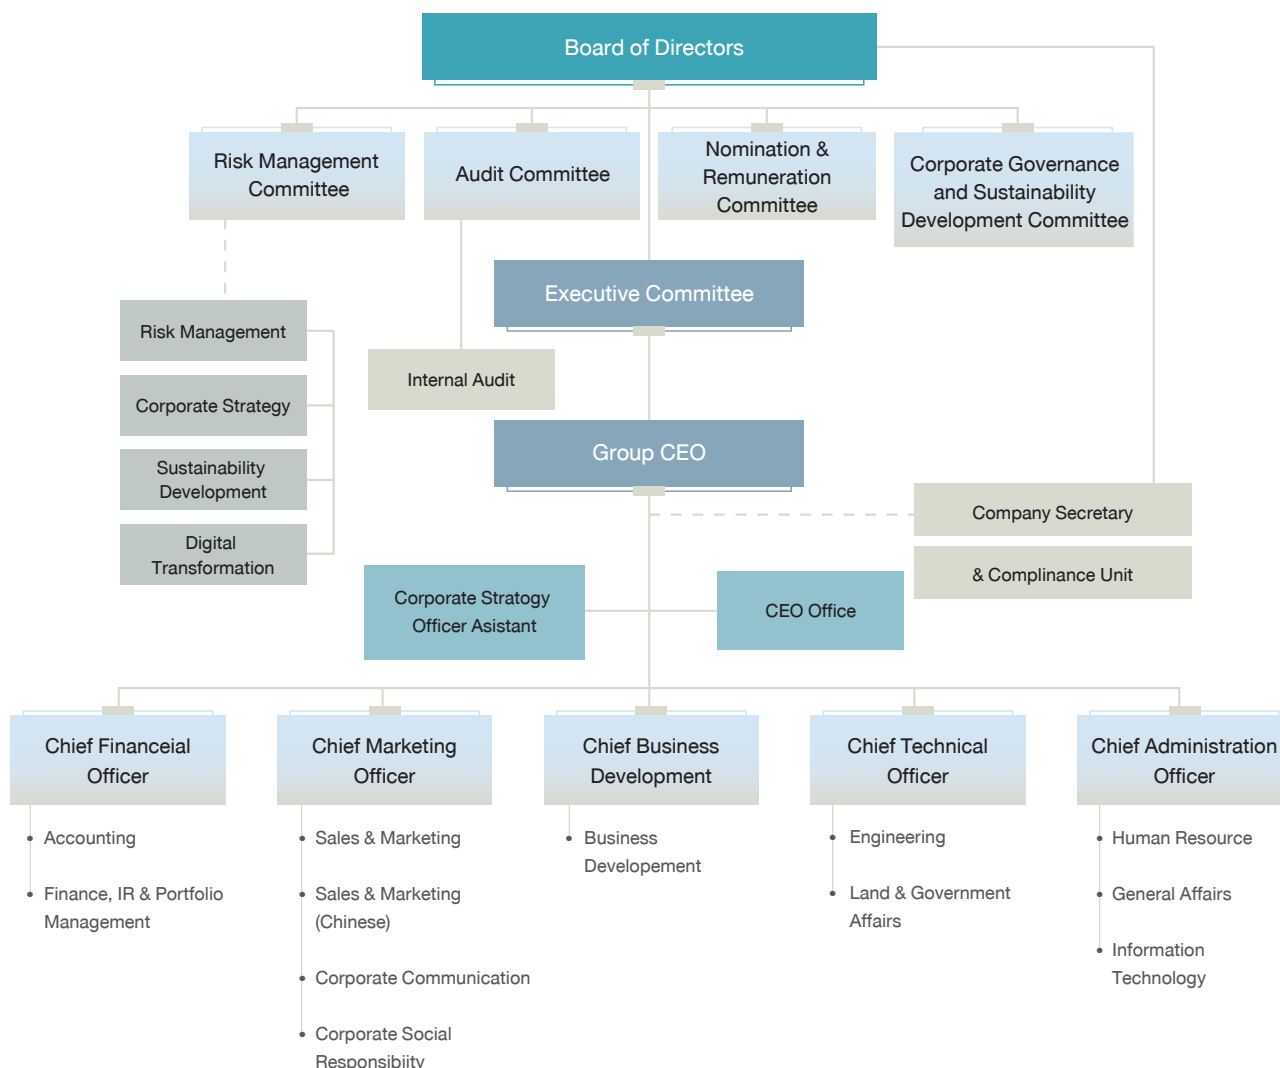 Board of Directors
Risk Management
Committee
Audit Committee
Nomination &
Remuneration
Committee
Corporate Governance
and Sustainability
Development Committee
Executive Committee
Risk Management
Internal Audit
Corporate Strategy
Group CEO
Sustainability
Development
Company Secretary
Digital
Transformation
& Complinance Unit
Corporate Stratogy
Officer Asistant
CEO Office
Chief Financeial
Officer
Chief Marketing
Officer
Chief Business
Development
Chief Technical
Officer
Chief Administration
Officer
• Accounting
• Finance, IR & Portfolio
Management
• Sales & Marketing
• Sales & Marketing
(Chinese)
• Corporate Communication
• Corporate Social
Responsibiity
• Business
Developement
• Engineering
• Land & Government
Affairs
• Human Resource
• General Affairs
• Information
Technology